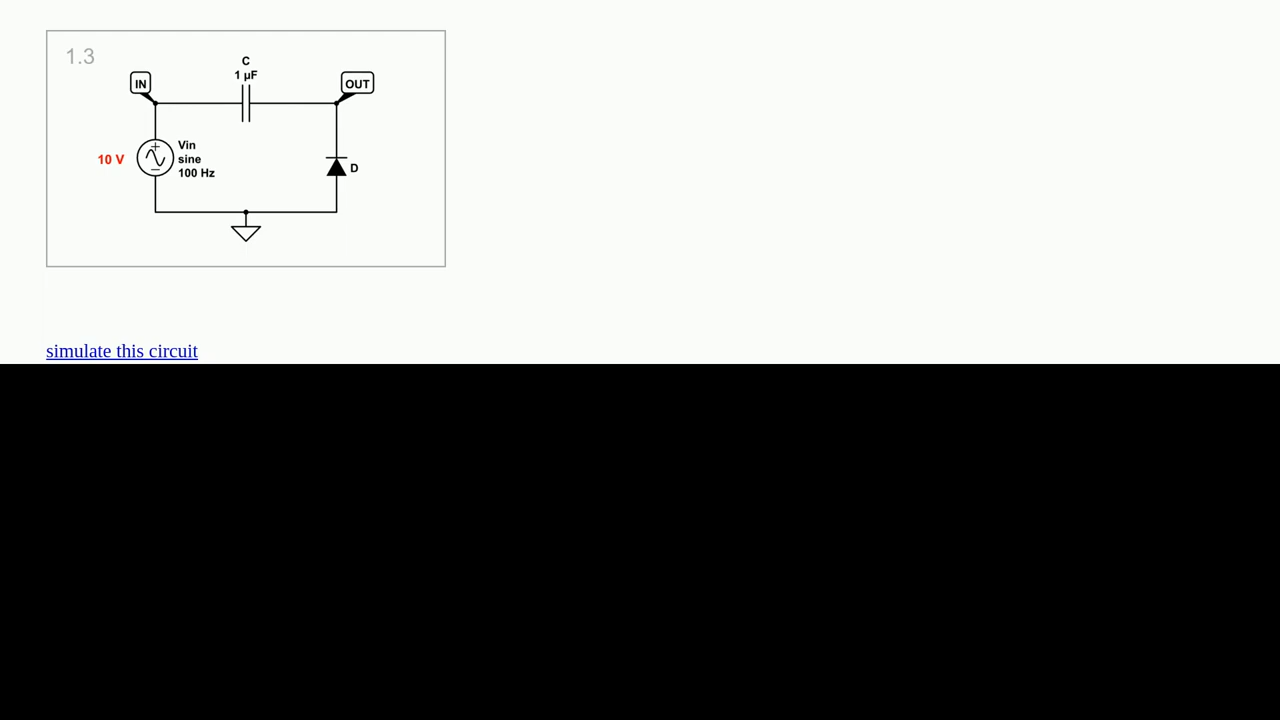 1.3
C
1 µF
IN
OUT
Vin
10 V
sine
100 Hz
D
simulate this circuit